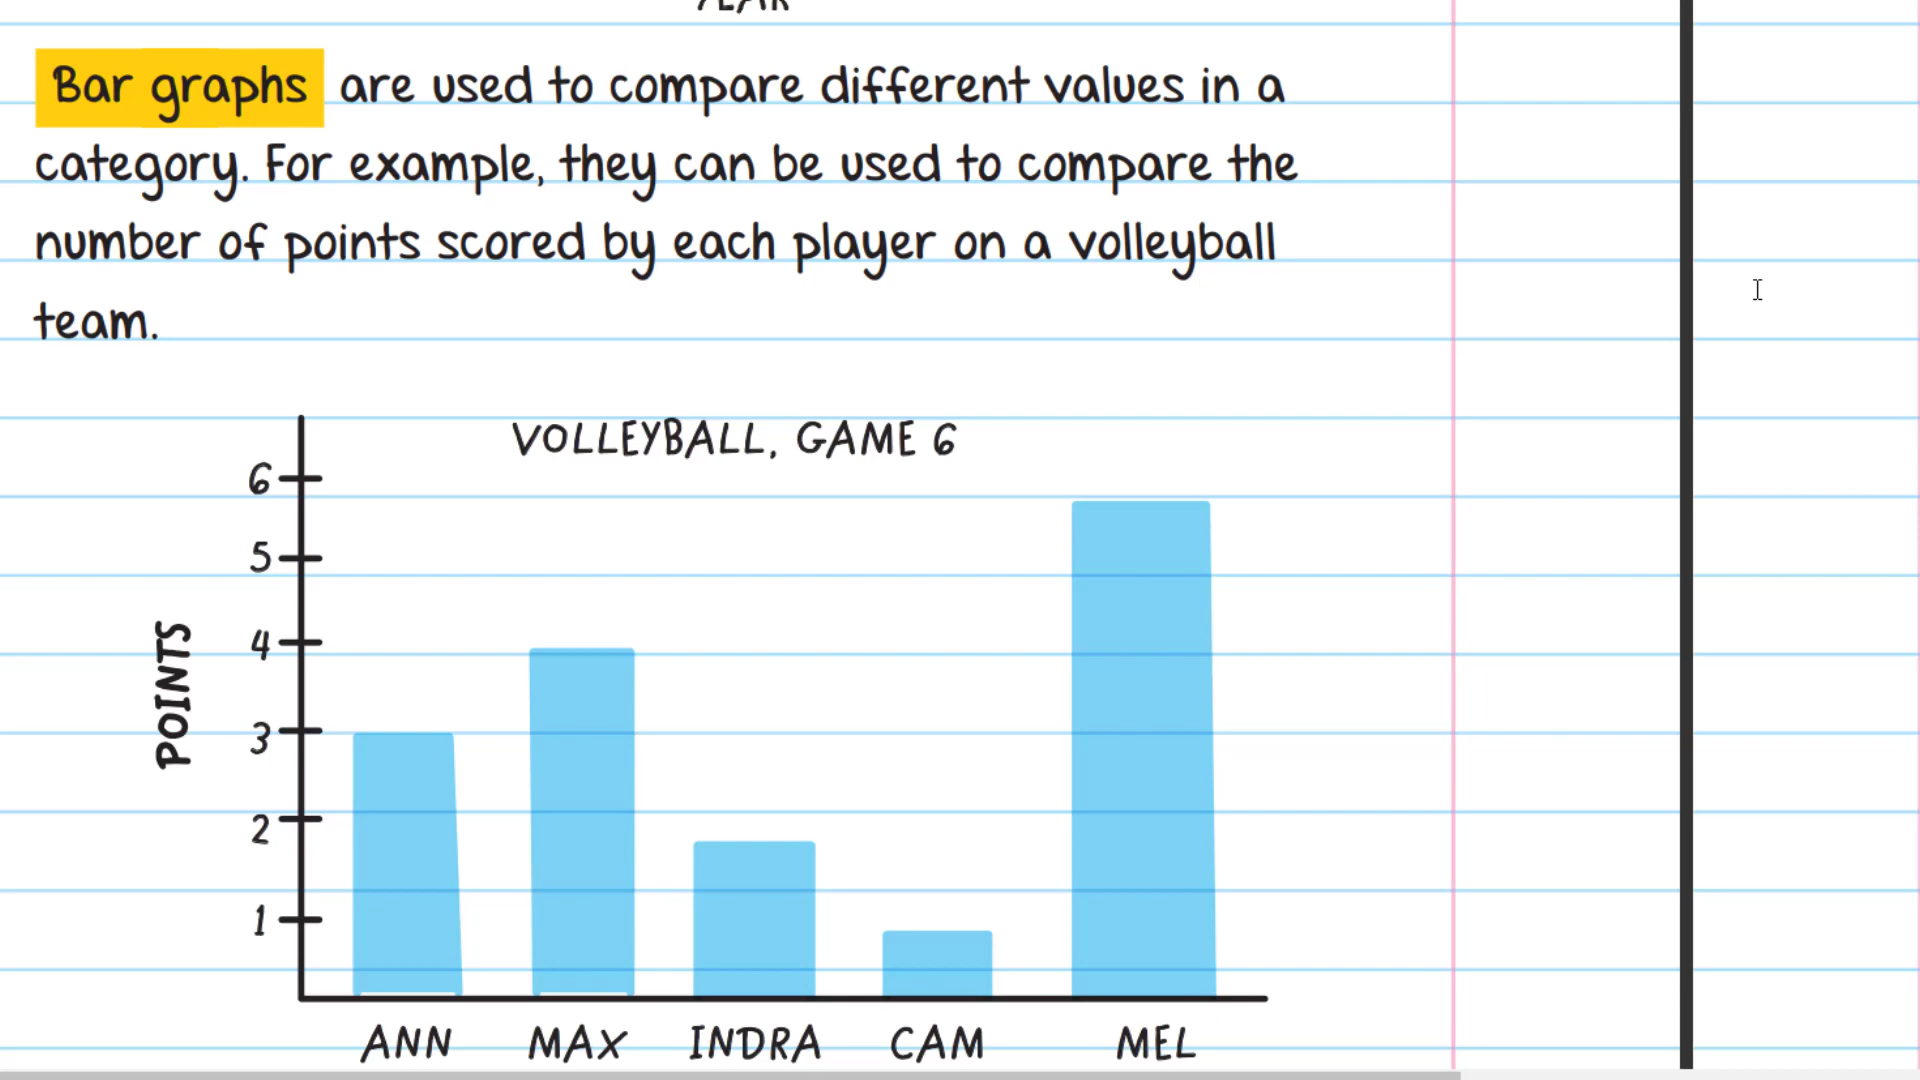 YEAR
Bar graphs are used to compare different values in a
category. For example, they can be used to compare the
number of points scored by each player on a volleyball
team.
VOLLEYBALL, GAME 6
6
5
4
3
2
1
POINTS
ANN MAX INDRA CAM MEL